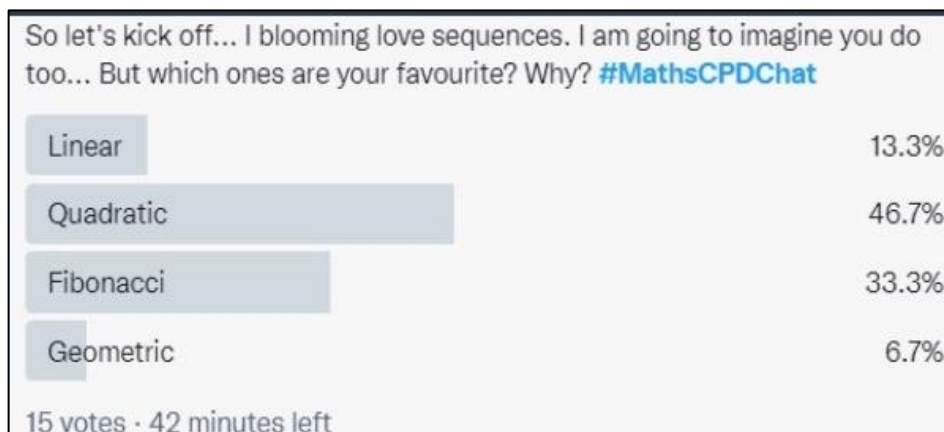 So let's kick off... I blooming love sequences. I am going to imagine you do
too... But which ones are your favourite? Why? #MathsCPDChat
Linear 13.3%
Quadratic 46.7%
Fibonacci 33.3%
Geometric 6.7%
15 votes · 42 minutes left